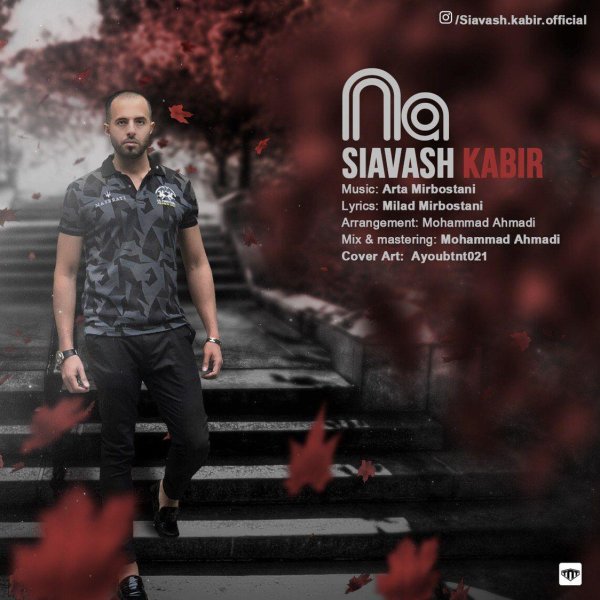 /Siavash.kabir.official
Na
SIAVASH KABIR
Music: Arta Mirbostani
Lyrics: Milad Mirbostani
Arrangement: Mohammad Ahmadi
Mix & mastering: Mohammad Ahmadi
Cover Art: Ayoubtnt021
MASERATI